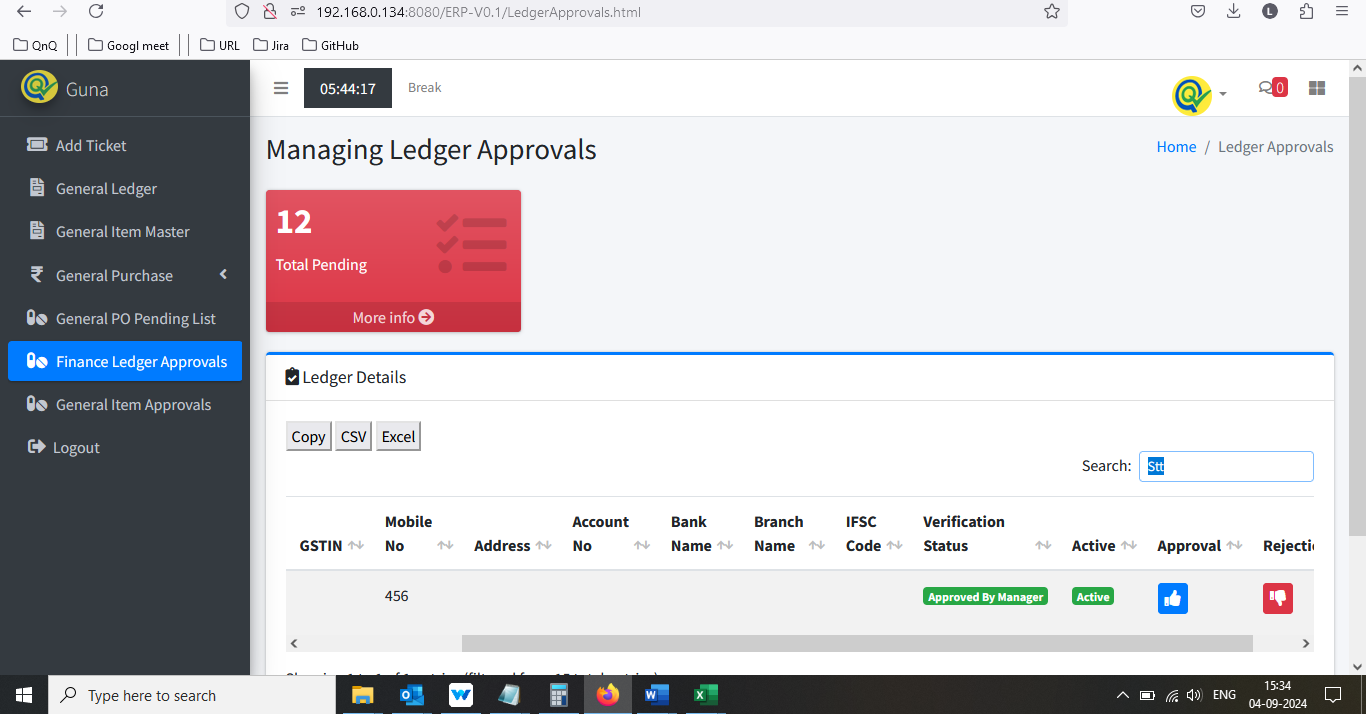 192.168.0.134:8080/ERP-V0.1/LedgerApprovals.html
L
QnQ
Googl meet
URL
Jira
GitHub
Guna
05:44:17
Break
0
Add Ticket
General Ledger
General Item Master
General Purchase
General PO Pending List
Finance Ledger Approvals
General Item Approvals
Logout
Managing Ledger Approvals
Home / Ledger Approvals
12
Total Pending
More info
Ledger Details
Copy CSV Excel
Search: Stt
GSTIN
Mobile No
Address
Account No
Bank Name
Branch Name
IFSC Code
Verification Status
Active
Approval
Rejecti
456
Approved By Manager
Active
Type here to search
ENG
15:34
04-09-2024